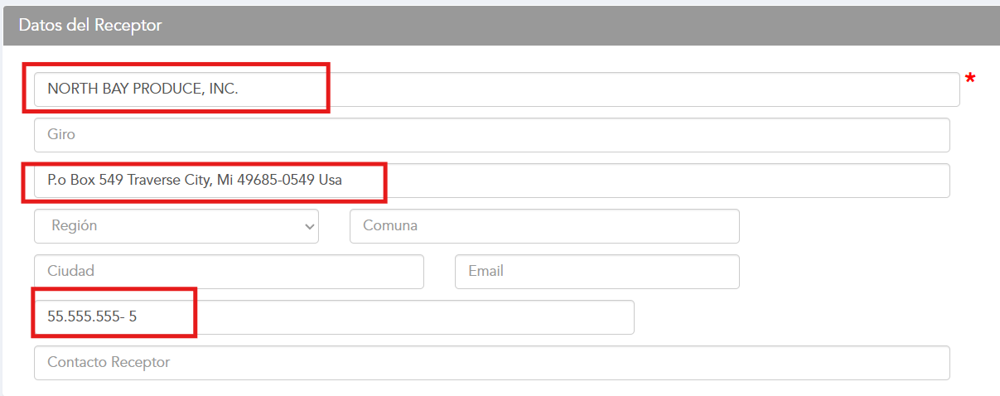 Datos del Receptor
NORTH BAY PRODUCE, INC.
*
Giro
P.o Box 549 Traverse City, Mi 49685-0549 Usa
Región Comuna
Ciudad Email
55.555.555- 5
Contacto Receptor